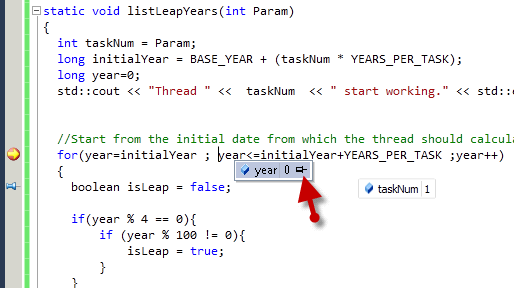 static void listLeapYears(int Param)
{
int taskNum = Param;
long initialYear = BASE_YEAR + (taskNum * YEARS_PER_TASK);
long year=0;
std::cout << "Thread " << taskNum << " start working." << std::
//Start from the initial date from which the thread should calcula
for(year=initialYear ; year<=initialYear+YEARS_PER_TASK ;year++)
{
year 0
boolean isLeap = false;
taskNum 1
if(year % 4 == 0){
if (year % 100 != 0){
isLeap = true;
}
}